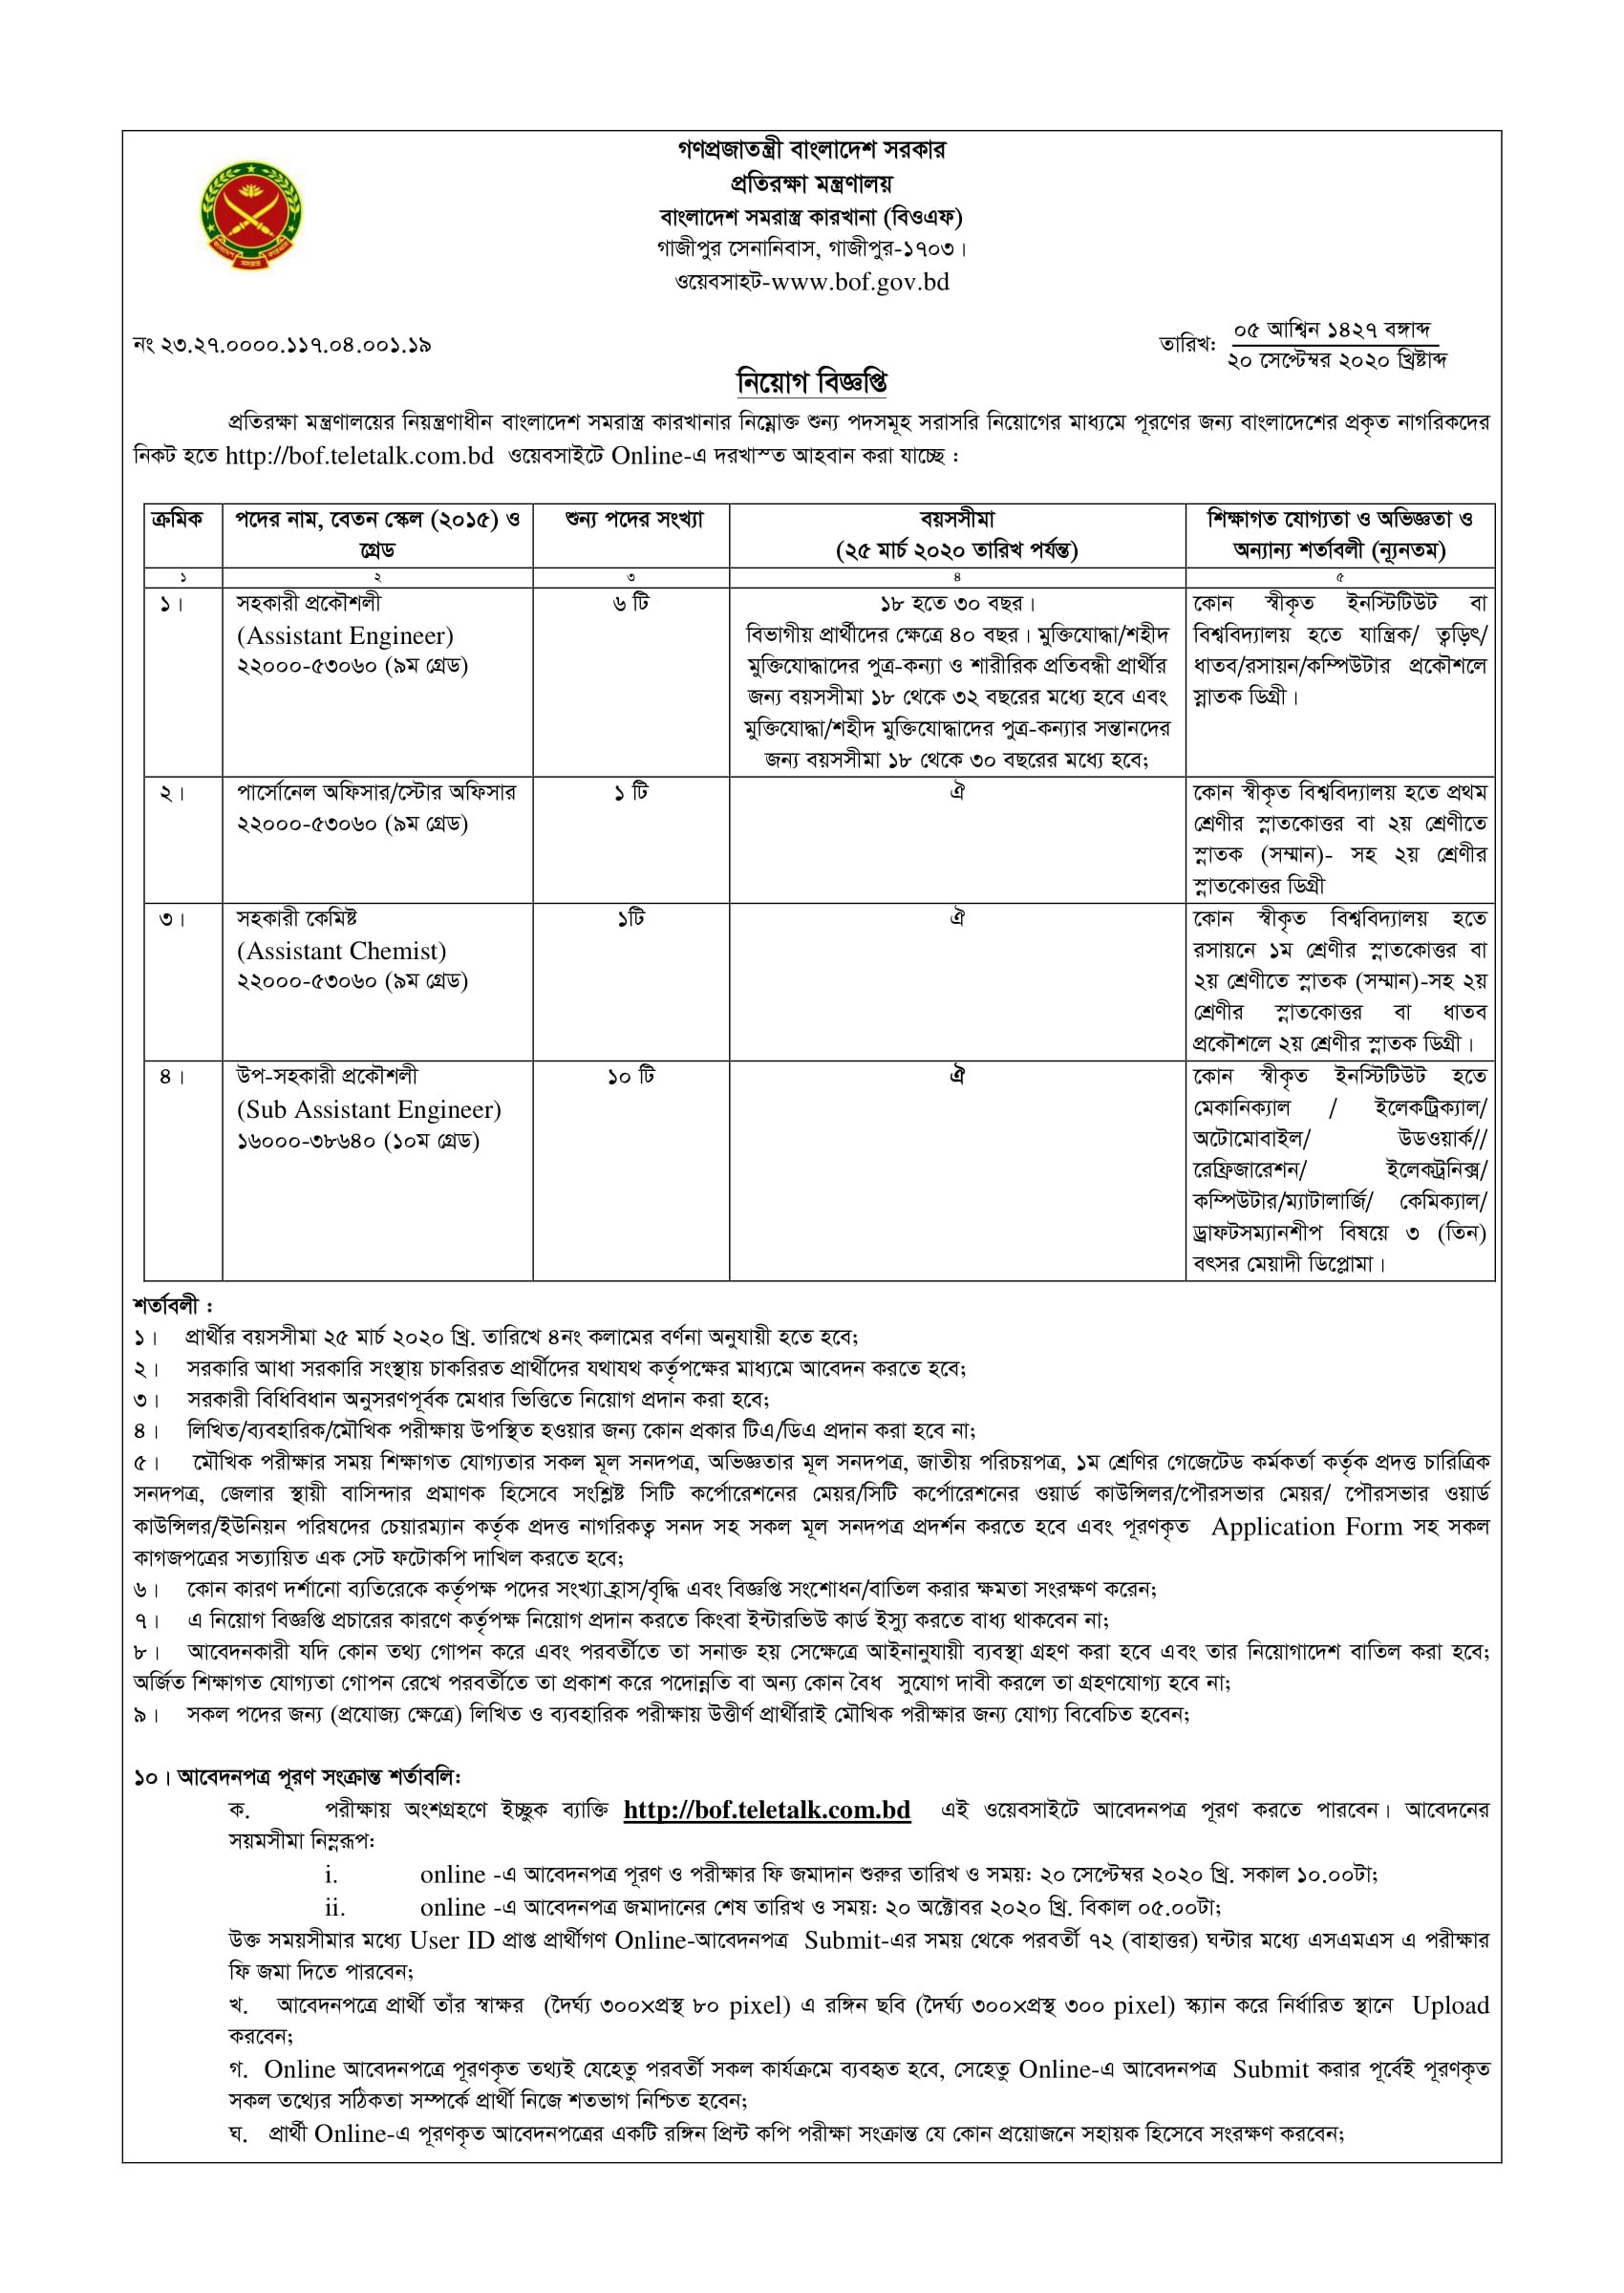 গণপ্রজাতন্ত্রী বাংলাদেশ সরকার
প্রতিরক্ষা মন্ত্রণালয়
বাংলাদেশ সমরাস্ত্র কারখানা (বিওএফ)
গাজীপুর সেনানিবাস, গাজীপুর-১৭০৩।
ওয়েবসাহট-www.bof.gov.bd
নং ২৩.২৭.০০০০.১১৭.০৪.০০১.১৯
তারিখ: ০৫ আশ্বিন ১৪২৭ বঙ্গাব্দ
২০ সেপ্টেম্বর ২০২০ খ্রিষ্টাব্দ
নিয়োগ বিজ্ঞপ্তি
প্রতিরক্ষা মন্ত্রণালয়ের নিয়ন্ত্রণাধীন বাংলাদেশ সমরাস্ত্র কারখানার নিম্নোক্ত শুন্য পদসমূহ সরাসরি নিয়োগের মাধ্যমে পূরণের জন্য বাংলাদেশের প্রকৃত নাগরিকদের
নিকট হতে http://bof.teletalk.com.bd ওয়েবসাইটে Online-এ দরখাস্ত আহবান করা যাচ্ছে :
ক্রমিক
পদের নাম, বেতন স্কেল (২০১৫) ও
গ্রেড
শুন্য পদের সংখ্যা
বয়সসীমা
(২৫ মার্চ ২০২০ তারিখ পর্যন্ত)
শিক্ষাগত যোগ্যতা ও অভিজ্ঞতা ও
অন্যান্য শর্তাবলী (ন্যূনতম)
১ ২ ৩ ৪ ৫
১।
সহকারী প্রকৌশলী
(Assistant Engineer)
২২০০০-৫৩০৬০ (৯ম গ্রেড)
৬ টি
১৮ হতে ৩০ বছর।
বিভাগীয় প্রার্থীদের ক্ষেত্রে ৪০ বছর। মুক্তিযোদ্ধা/শহীদ
মুক্তিযোদ্ধাদের পুত্র-কন্যা ও শারীরিক প্রতিবন্ধী প্রার্থীর
জন্য বয়সসীমা ১৮ থেকে ৩২ বছরের মধ্যে হবে এবং
মুক্তিযোদ্ধা/শহীদ মুক্তিযোদ্ধাদের পুত্র-কন্যার সন্তানদের
জন্য বয়সসীমা ১৮ থেকে ৩০ বছরের মধ্যে হবে;
কোন স্বীকৃত ইনস্টিটিউট বা
বিশ্ববিদ্যালয় হতে যান্ত্রিক/ ত্বড়িৎ/
ধাতব/রসায়ন/কম্পিউটার প্রকৌশলে
স্নাতক ডিগ্রী।
২।
পার্সোনেল অফিসার/স্টোর অফিসার
২২০০০-৫৩০৬০ (৯ম গ্রেড)
১ টি
ঐ
কোন স্বীকৃত বিশ্ববিদ্যালয় হতে প্রথম
শ্রেণীর স্নাতকোত্তর বা ২য় শ্রেণীতে
স্নাতক (সম্মান)- সহ ২য় শ্রেণীর
স্নাতকোত্তর ডিগ্রী
৩।
সহকারী কেমিষ্ট
(Assistant Chemist)
২২০০০-৫৩০৬০ (৯ম গ্রেড)
১টি
ঐ
কোন স্বীকৃত বিশ্ববিদ্যালয় হতে
রসায়নে ১ম শ্রেণীর স্নাতকোত্তর বা
২য় শ্রেণীতে স্নাতক (সম্মান)-সহ ২য়
শ্রেণীর স্নাতকোত্তর বা ধাতব
প্রকৌশলে ২য় শ্রেণীর স্নাতক ডিগ্রী।
৪।
উপ-সহকারী প্রকৌশলী
(Sub Assistant Engineer)
১৬০০০-৩৮৬৪০ (১০ম গ্রেড)
১০ টি
ঐ
কোন স্বীকৃত ইনস্টিটিউট হতে
মেকানিক্যাল / ইলেকট্রিক্যাল/
অটোমোবাইল/ উডওয়ার্ক//
রেফ্রিজারেশন/ ইলেকট্রনিক্স/
কম্পিউটার/ম্যাটালার্জি/ কেমিক্যাল/
ড্রাফটসম্যানশীপ বিষয়ে ৩ (তিন)
বৎসর মেয়াদী ডিপ্লোমা।
শর্তাবলী :
১। প্রার্থীর বয়সসীমা ২৫ মার্চ ২০২০ খ্রি. তারিখে ৪নং কলামের বর্ণনা অনুযায়ী হতে হবে;
২। সরকারি আধা সরকারি সংস্থায় চাকরিরত প্রার্থীদের যথাযথ কর্তৃপক্ষের মাধ্যমে আবেদন করতে হবে;
৩। সরকারী বিধিবিধান অনুসরণপূর্বক মেধার ভিত্তিতে নিয়োগ প্রদান করা হবে;
৪। লিখিত/ব্যবহারিক/মৌখিক পরীক্ষায় উপস্থিত হওয়ার জন্য কোন প্রকার টিএ/ডিএ প্রদান করা হবে না;
৫। মৌখিক পরীক্ষার সময় শিক্ষাগত যোগ্যতার সকল মূল সনদপত্র, অভিজ্ঞতার মূল সনদপত্র, জাতীয় পরিচয়পত্র, ১ম শ্রেণির গেজেটেড কর্মকর্তা কর্তৃক প্রদত্ত চারিত্রিক
সনদপত্র, জেলার স্থায়ী বাসিন্দার প্রমাণক হিসেবে সংশ্লিষ্ট সিটি কর্পোরেশনের মেয়র/সিটি কর্পোরেশনের ওয়ার্ড কাউন্সিলর/পৌরসভার মেয়র/ পৌরসভার ওয়ার্ড
কাউন্সিলর/ইউনিয়ন পরিষদের চেয়ারম্যান কর্তৃক প্রদত্ত নাগরিকত্ব সনদ সহ সকল মূল সনদপত্র প্রদর্শন করতে হবে এবং পূরণকৃত Application Form সহ সকল
কাগজপত্রের সত্যায়িত এক সেট ফটোকপি দাখিল করতে হবে;
৬। কোন কারণ দর্শানো ব্যতিরেকে কর্তৃপক্ষ পদের সংখ্যা হ্রাস/বৃদ্ধি এবং বিজ্ঞপ্তি সংশোধন/বাতিল করার ক্ষমতা সংরক্ষণ করেন;
৭। এ নিয়োগ বিজ্ঞপ্তি প্রচারের কারণে কর্তৃপক্ষ নিয়োগ প্রদান করতে কিংবা ইন্টারভিউ কার্ড ইস্যু করতে বাধ্য থাকবেন না;
৮। আবেদনকারী যদি কোন তথ্য গোপন করে এবং পরবর্তীতে তা সনাক্ত হয় সেক্ষেত্রে আইনানুযায়ী ব্যবস্থা গ্রহণ করা হবে এবং তার নিয়োগাদেশ বাতিল করা হবে;
অর্জিত শিক্ষাগত যোগ্যতা গোপন রেখে পরবর্তীতে তা প্রকাশ করে পদোন্নতি বা অন্য কোন বৈধ সুযোগ দাবী করলে তা গ্রহণযোগ্য হবে না;
৯। সকল পদের জন্য (প্রযোজ্য ক্ষেত্রে) লিখিত ও ব্যবহারিক পরীক্ষায় উত্তীর্ণ প্রার্থীরাই মৌখিক পরীক্ষার জন্য যোগ্য বিবেচিত হবেন;
১০। আবেদনপত্র পূরণ সংক্রান্ত শর্তাবলি:
ক. পরীক্ষায় অংশগ্রহণে ইচ্ছুক ব্যাক্তি http://bof.teletalk.com.bd এই ওয়েবসাইটে আবেদনপত্র পূরণ করতে পারবেন। আবেদনের
সয়মসীমা নিম্নরূপ:
i. online -এ আবেদনপত্র পূরণ ও পরীক্ষার ফি জমাদান শুরুর তারিখ ও সময়: ২০ সেপ্টেম্বর ২০২০ খ্রি. সকাল ১০.০০টা;
ii. online -এ আবেদনপত্র জমাদানের শেষ তারিখ ও সময়: ২০ অক্টোবর ২০২০ খ্রি. বিকাল ০৫.০০টা;
উক্ত সময়সীমার মধ্যে User ID প্রাপ্ত প্রার্থীগণ Online-আবেদনপত্র Submit-এর সময় থেকে পরবর্তী ৭২ (বাহাত্তর) ঘন্টার মধ্যে এসএমএস এ পরীক্ষার
ফি জমা দিতে পারবেন;
খ. আবেদনপত্রে প্রার্থী তাঁর স্বাক্ষর (দৈর্ঘ্য ৩০০×প্রস্থ ৮০ pixel) এ রঙ্গিন ছবি (দৈর্ঘ্য ৩০০×প্রস্থ ৩০০ pixel) স্ক্যান করে নির্ধারিত স্থানে Upload
করবেন;
গ. Online আবেদনপত্রে পূরণকৃত তথ্যই যেহেতু পরবর্তী সকল কার্যক্রমে ব্যবহৃত হবে, সেহেতু Online-এ আবেদনপত্র Submit করার পূর্বেই পূরণকৃত
সকল তথ্যের সঠিকতা সম্পর্কে প্রার্থী নিজে শতভাগ নিশ্চিত হবেন;
ঘ. প্রার্থী Online-এ পূরণকৃত আবেদনপত্রের একটি রঙ্গিন প্রিন্ট কপি পরীক্ষা সংক্রান্ত যে কোন প্রয়োজনে সহায়ক হিসেবে সংরক্ষণ করবেন;